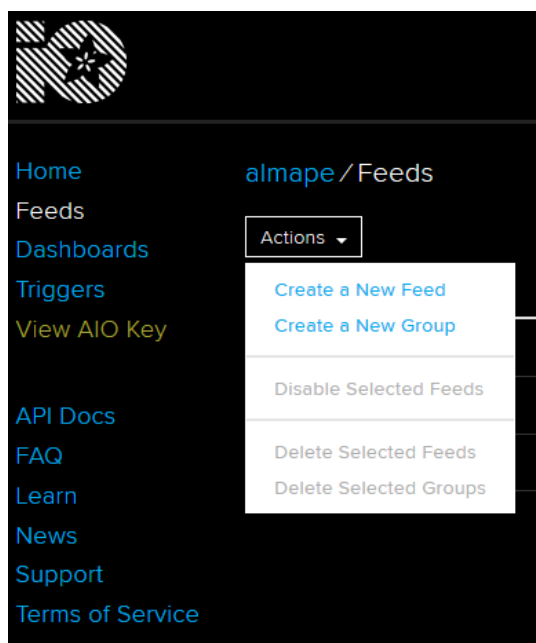 iO
Home
Feeds
Dashboards
Triggers
View AIO Key
API Docs
FAQ
Learn
News
Support
Terms of Service
almape / Feeds
Actions
Create a New Feed
Create a New Group
Disable Selected Feeds
Delete Selected Feeds
Delete Selected Groups